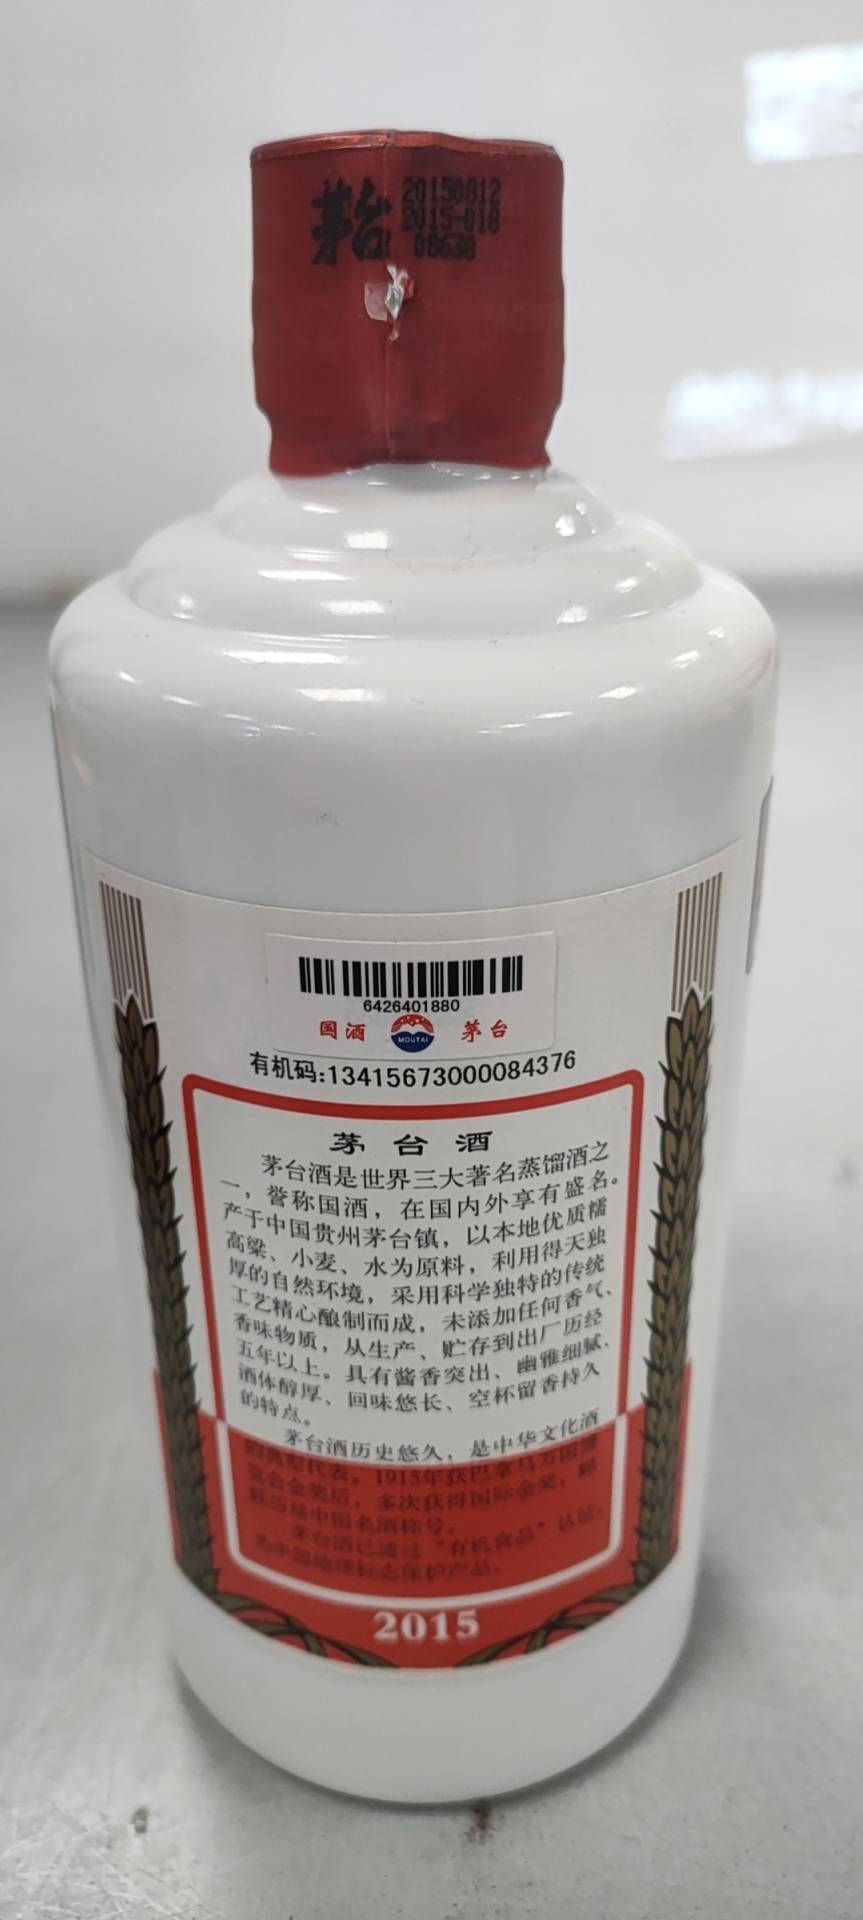 茅台
20150812
2015-018
08638
6426401880
国酒 MOUTAI 茅台
有机码:13415673000084376
茅台酒
茅台酒是世界三大著名蒸馏酒之
一，誉称国酒，在国内外享有盛名。
产于中国贵州茅台镇，以本地优质糯
高粱、小麦、水为原料，利用得天独
厚的自然环境，采用科学独特的传统
工艺精心酿制而成，未添加任何香气、
香味物质，从生产、贮存到出厂历经
五年以上。具有酱香突出、幽雅细腻、
酒体醇厚、回味悠长、空杯留香持久
的特点。
茅台酒历史悠久，是中华文化酒
的典型代表。1915年获巴拿马万国博
览会金奖后，多次获得国际金奖，蝉
联历届中国名酒称号。
茅台酒已通过“有机食品”认证，
为中国地理标志保护产品。
2015